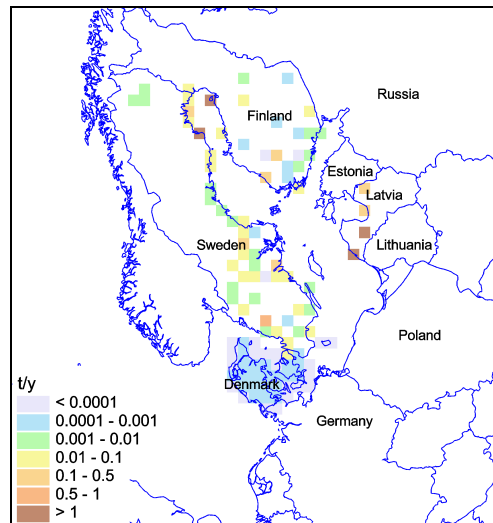 Russia
Finland
Estonia
Latvia
Sweden
Lithuania
Poland
Denmark
Germany
t/y
< 0.0001
0.0001 - 0.001
0.001 - 0.01
0.01 - 0.1
0.1 - 0.5
0.5 - 1
> 1